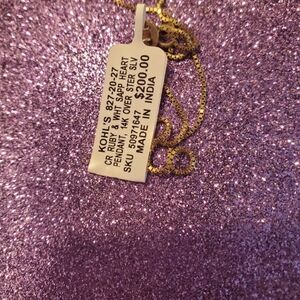 KOHL'S 827-20-27
CR RUBY & WHT SAPP HEART
PENDANT, 14K OVER STER SLV
SKU 50971647 $200.00
MADE IN INDIA